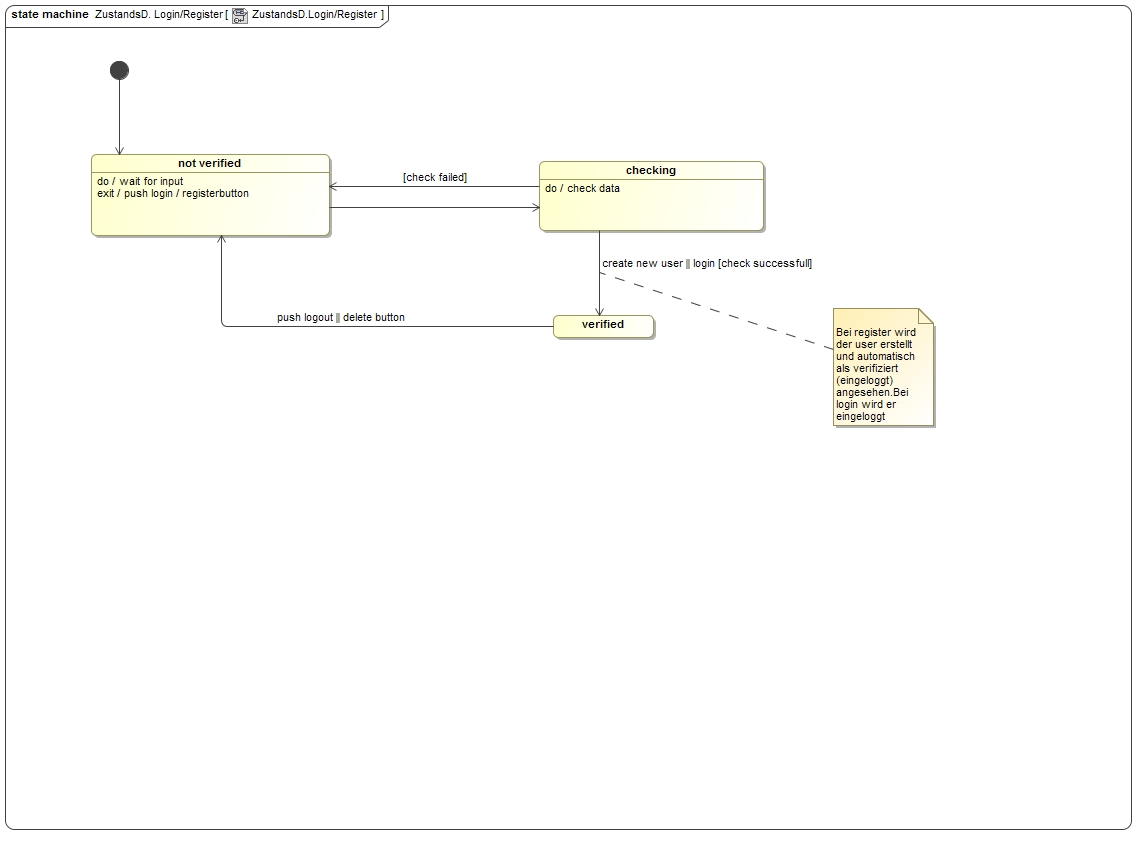 state machine ZustandsD. Login/Register [ ZustandsD.Login/Register ]
not verified
do / wait for input
exit / push login / registerbutton
[check failed]
checking
do / check data
create new user || login [check successfull]
push logout || delete button
verified
Bei register wird
der user erstellt
und automatisch
als verifiziert
(eingeloggt)
angesehen.Bei
login wird er
eingeloggt